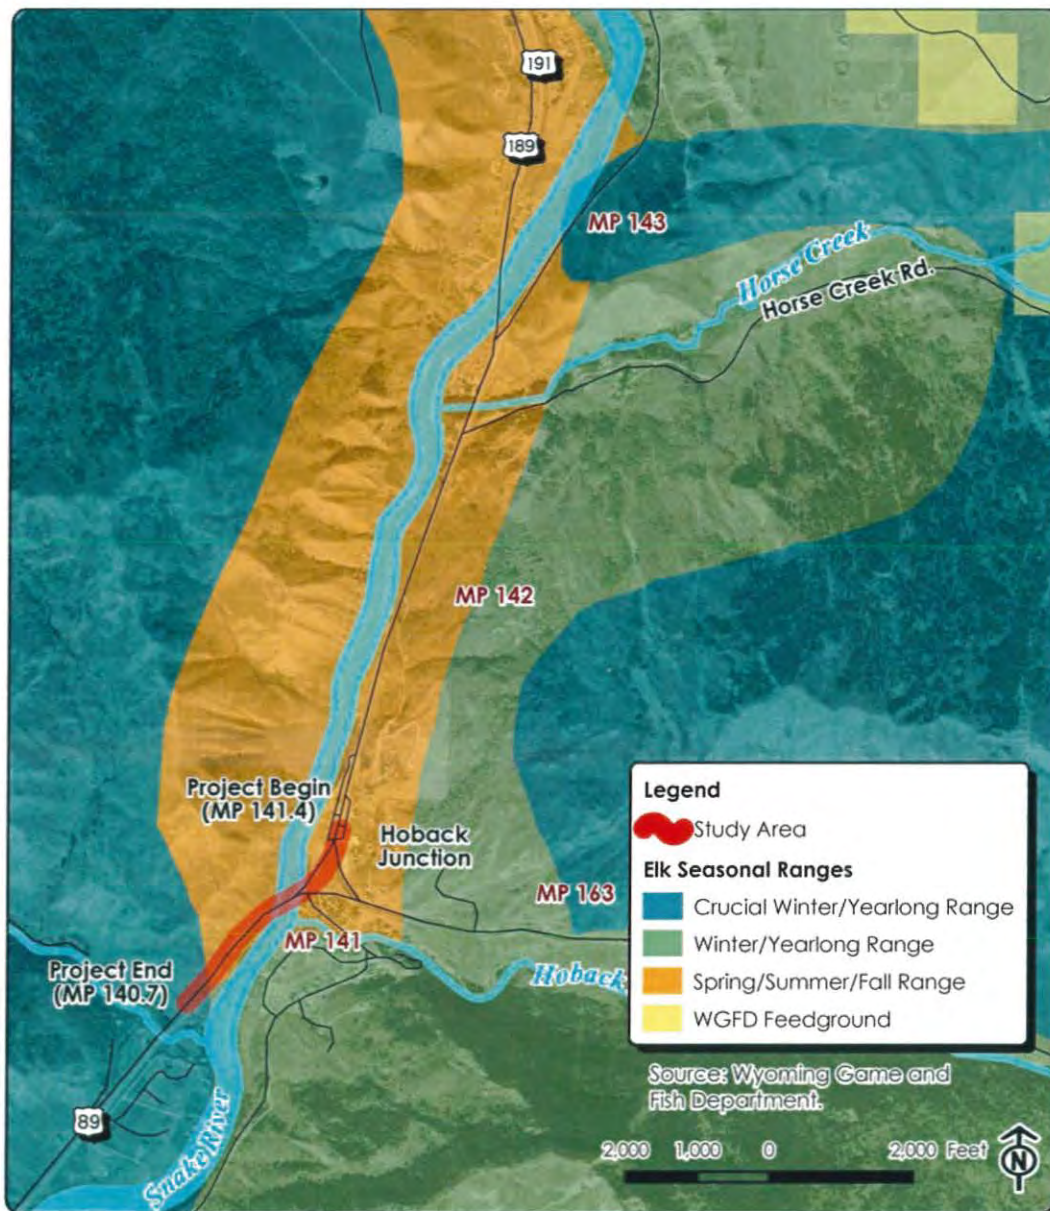 191
189
MP 143
Horse Creek
Horse Creek Rd.
MP 142
Project Begin
(MP 141.4)
Hoback
Junction
MP 163
MP 141
Project End
(MP 140.7)
Hoback
89
Snake River
Legend
Study Area
Elk Seasonal Ranges
Crucial Winter/Yearlong Range
Winter/Yearlong Range
Spring/Summer/Fall Range
WGFD Feedground
Source: Wyoming Game and
Fish Department.
2,000 1,000 0 2,000 Feet
N